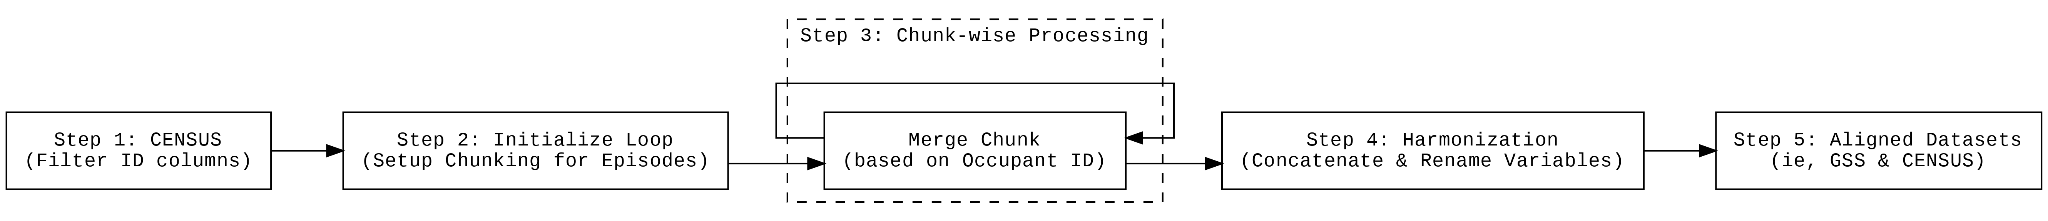 Step 3: Chunk-wise Processing
Step 1: CENSUS
(Filter ID columns)
Step 2: Initialize Loop
(Setup Chunking for Episodes)
Merge Chunk
(based on Occupant ID)
Step 4: Harmonization
(Concatenate & Rename Variables)
Step 5: Aligned Datasets
(ie, GSS & CENSUS)